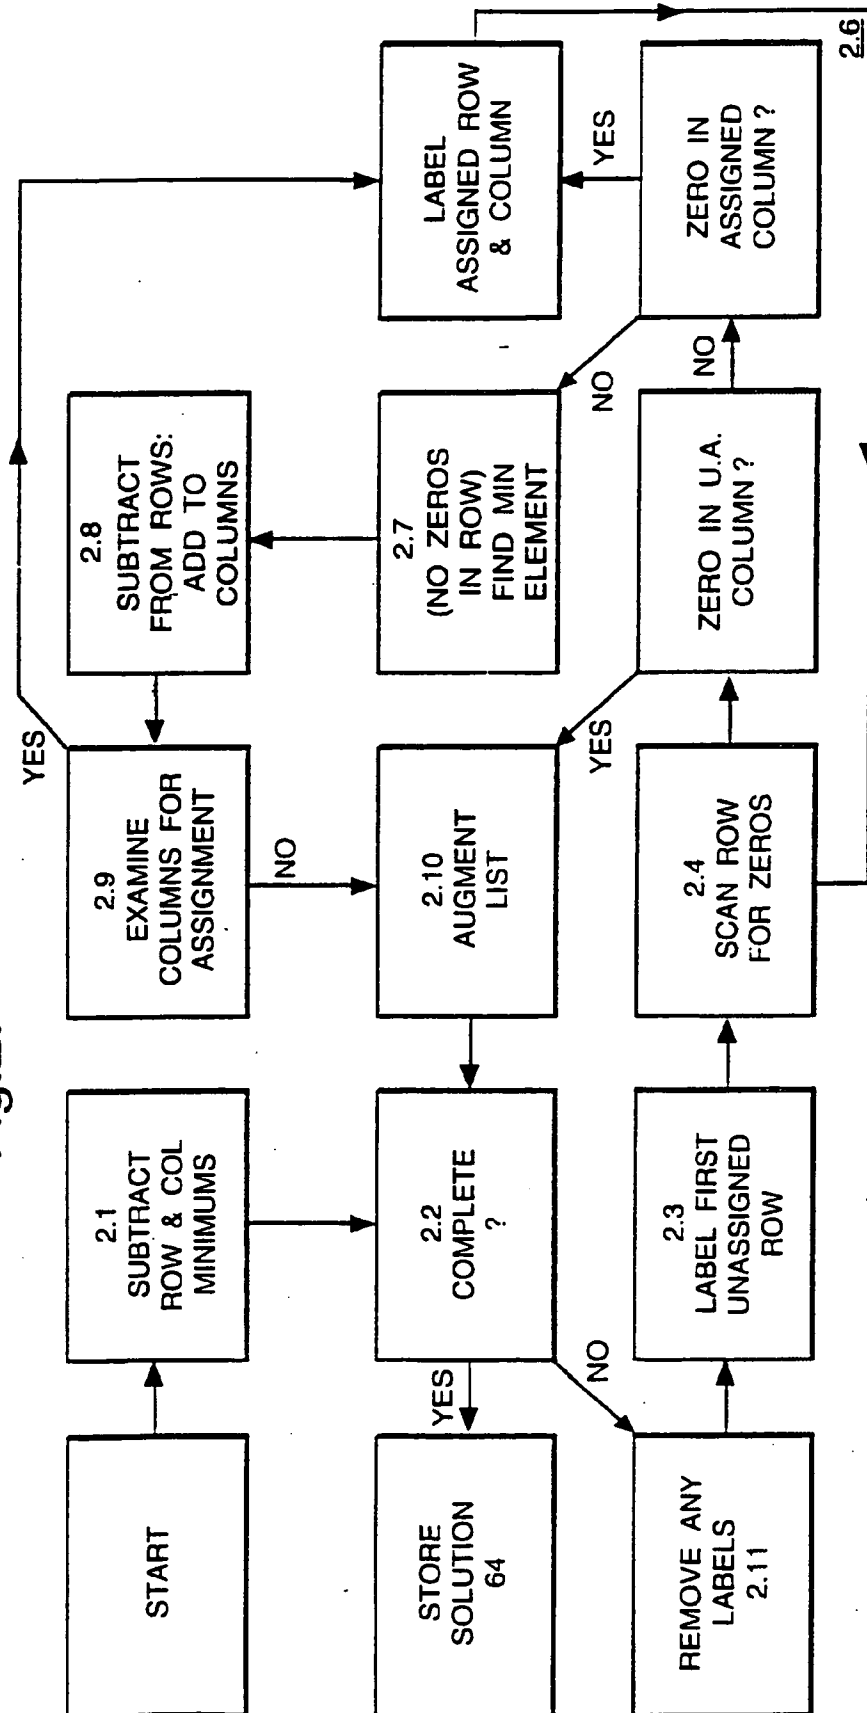 START
2.1
SUBTRACT
ROW & COL
MINIMUMS
2.9
EXAMINE
COLUMNS FOR
ASSIGNMENT
YES
NO
2.8
SUBTRACT
FROM ROWS:
ADD TO
COLUMNS
STORE
SOLUTION
64
YES
2.2
COMPLETE
?
NO
2.10
AUGMENT
LIST
YES
2.7
(NO ZEROS
IN ROW)
FIND MIN
ELEMENT
NO
LABEL
ASSIGNED ROW
& COLUMN
YES
REMOVE ANY
LABELS
2.11
2.3
LABEL FIRST
UNASSIGNED
ROW
2.4
SCAN ROW
FOR ZEROS
ZERO IN U.A.
COLUMN?
NO
ZERO IN
ASSIGNED
COLUMN?
2.6